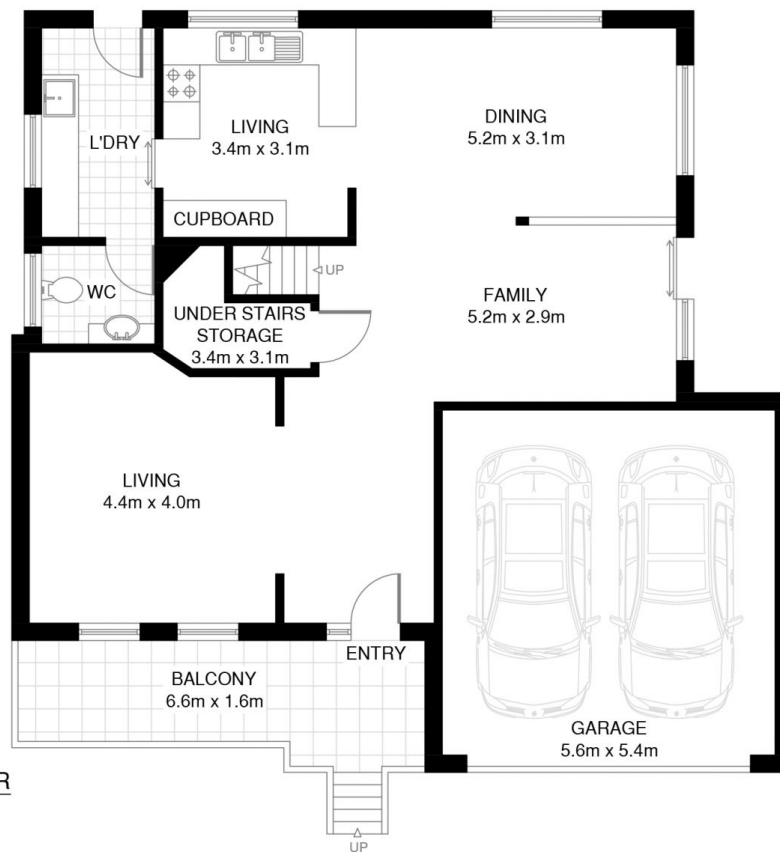 L'DRY
LIVING
3.4m x 3.1m
DINING
5.2m x 3.1m
CUPBOARD
WC
UP
UNDER STAIRS
STORAGE
3.4m x 3.1m
FAMILY
5.2m x 2.9m
LIVING
4.4m x 4.0m
ENTRY
BALCONY
6.6m x 1.6m
GARAGE
5.6m x 5.4m
R
UP